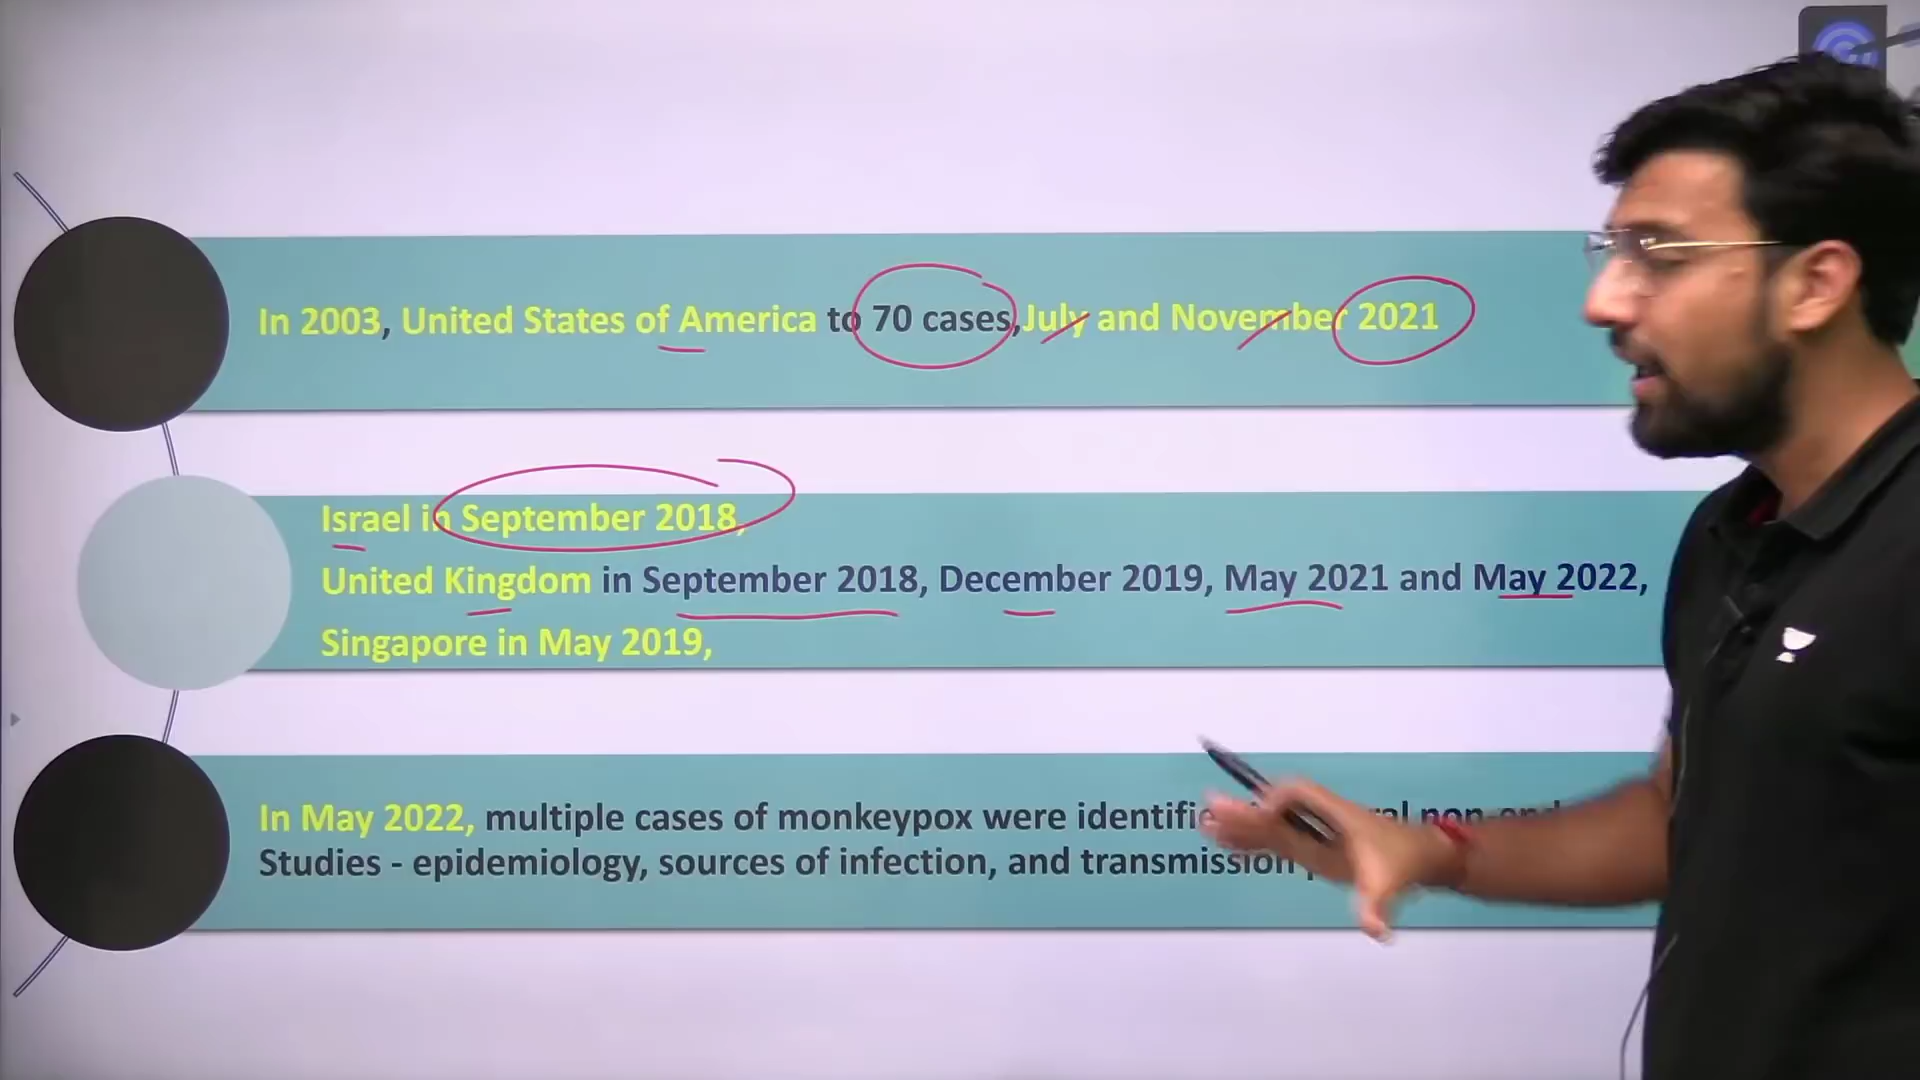 In 2003, United States of America to 70 cases,July and November 2021
Israel in September 2018,
United Kingdom in September 2018, December 2019, May 2021 and May 2022,
Singapore in May 2019,
In May 2022, multiple cases of monkeypox were
Studies - epidemiology, sources of infection, and transmission